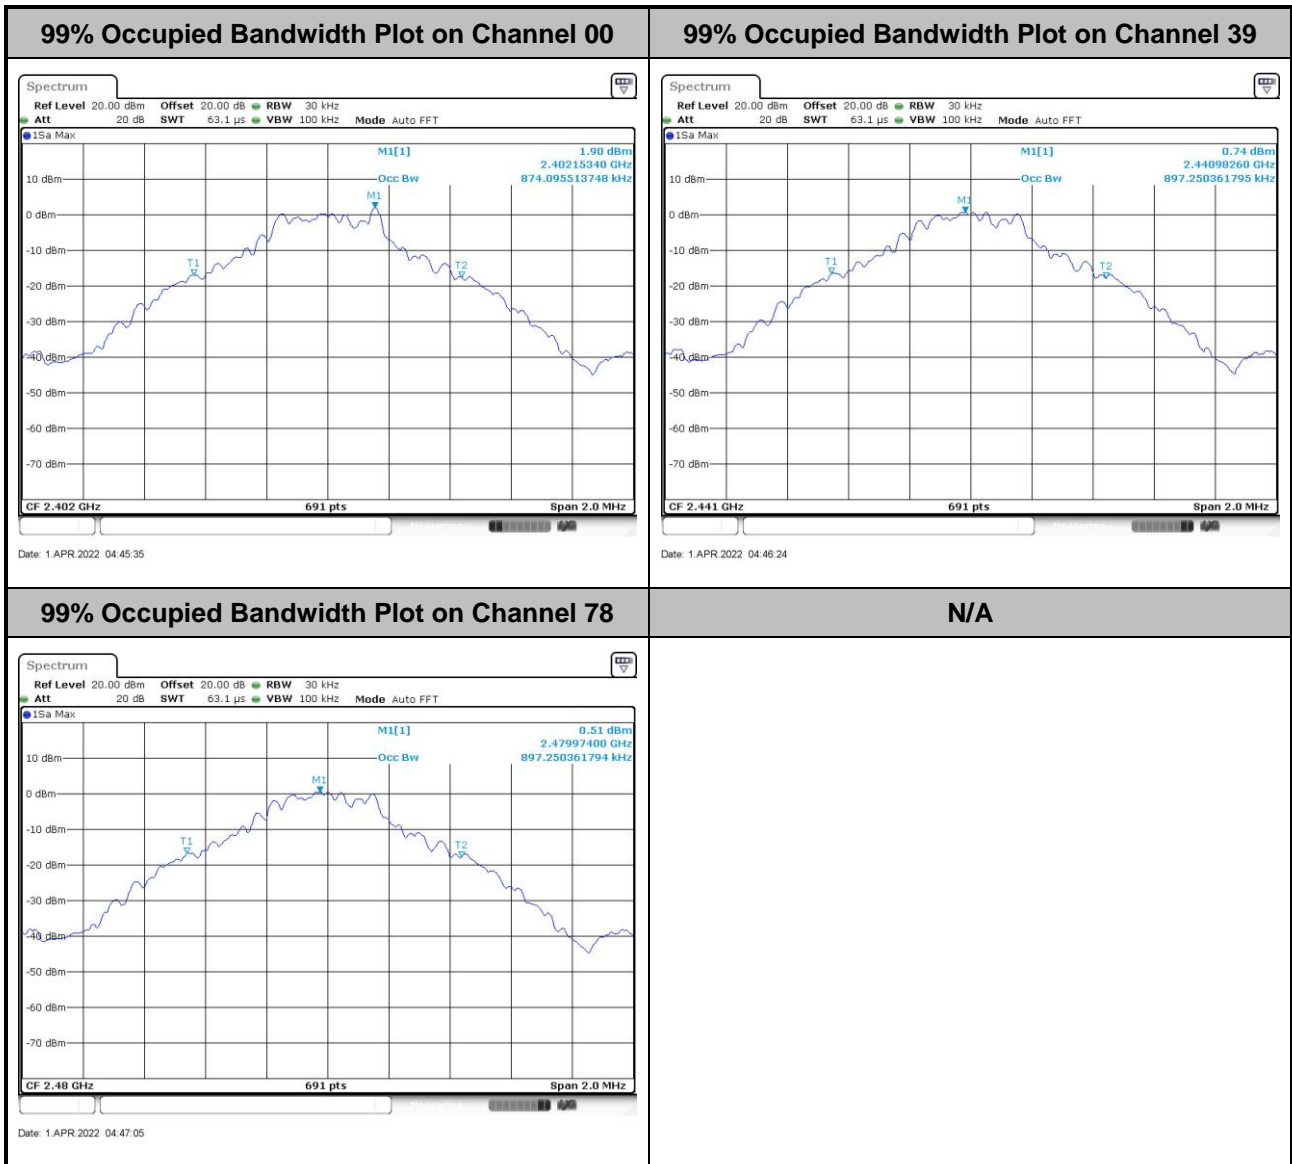 99% Occupied Bandwidth Plot on Channel 00
Spectrum
Ref Level 20.00 dBm Offset 20.00 dB RBW 30 kHz
Att 20 dB SWT 63.1 µs VBW 100 kHz Mode Auto FFT
1Sa Max
M1[1] 1.90 dBm
2.40215340 GHz
10 dBm Occ Bw 874.095513748 kHz
M1
0 dBm
-10 dBm
T1 T2
-20 dBm
-30 dBm
-40 dBm
-50 dBm
-60 dBm
-70 dBm
CF 2.402 GHz 691 pts Span 2.0 MHz
Date: 1.APR.2022 04:45:35
99% Occupied Bandwidth Plot on Channel 39
Spectrum
Ref Level 20.00 dBm Offset 20.00 dB RBW 30 kHz
Att 20 dB SWT 63.1 µs VBW 100 kHz Mode Auto FFT
1Sa Max
M1[1] 0.74 dBm
2.44098260 GHz
10 dBm Occ Bw 897.250361795 kHz
M1
0 dBm
-10 dBm
T1 T2
-20 dBm
-30 dBm
-40 dBm
-50 dBm
-60 dBm
-70 dBm
CF 2.441 GHz 691 pts Span 2.0 MHz
Date: 1.APR.2022 04:46:24
99% Occupied Bandwidth Plot on Channel 78
Spectrum
Ref Level 20.00 dBm Offset 20.00 dB RBW 30 kHz
Att 20 dB SWT 63.1 µs VBW 100 kHz Mode Auto FFT
1Sa Max
M1[1] 0.51 dBm
2.47997400 GHz
10 dBm Occ Bw 897.250361794 kHz
M1
0 dBm
-10 dBm
T1 T2
-20 dBm
-30 dBm
-40 dBm
-50 dBm
-60 dBm
-70 dBm
CF 2.48 GHz 691 pts Span 2.0 MHz
Date: 1.APR.2022 04:47:05
N/A